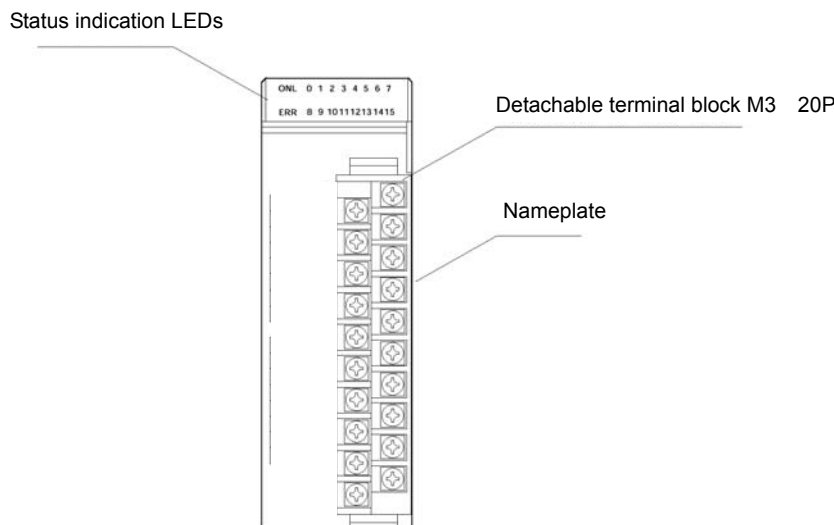 Status indication LEDs
ONL 0 1 2 3 4 5 6 7
ERR 8 9 10 11 12 13 14 15
Detachable terminal block M3 20P
Nameplate